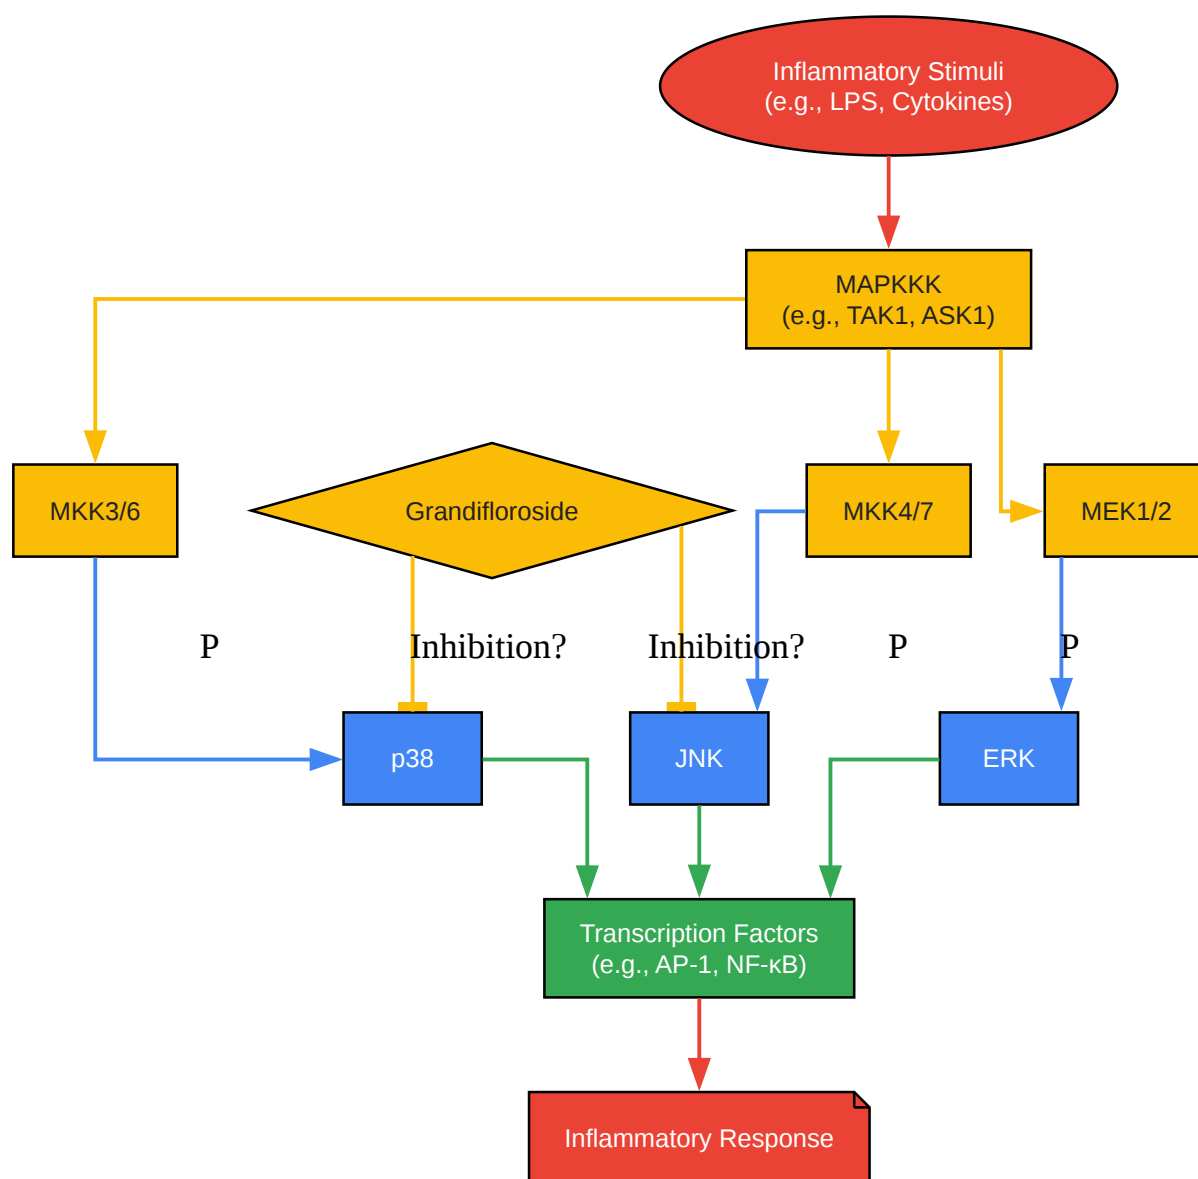 Inflammatory Stimuli
(e.g., LPS, Cytokines)
MAPKKK
(e.g., TAK1, ASK1)
MKK3/6
Grandifloroside
MKK4/7
MEK1/2
P
Inhibition?
Inhibition?
P
P
p38
JNK
ERK
Transcription Factors
(e.g., AP-1, NF-κB)
Inflammatory Response